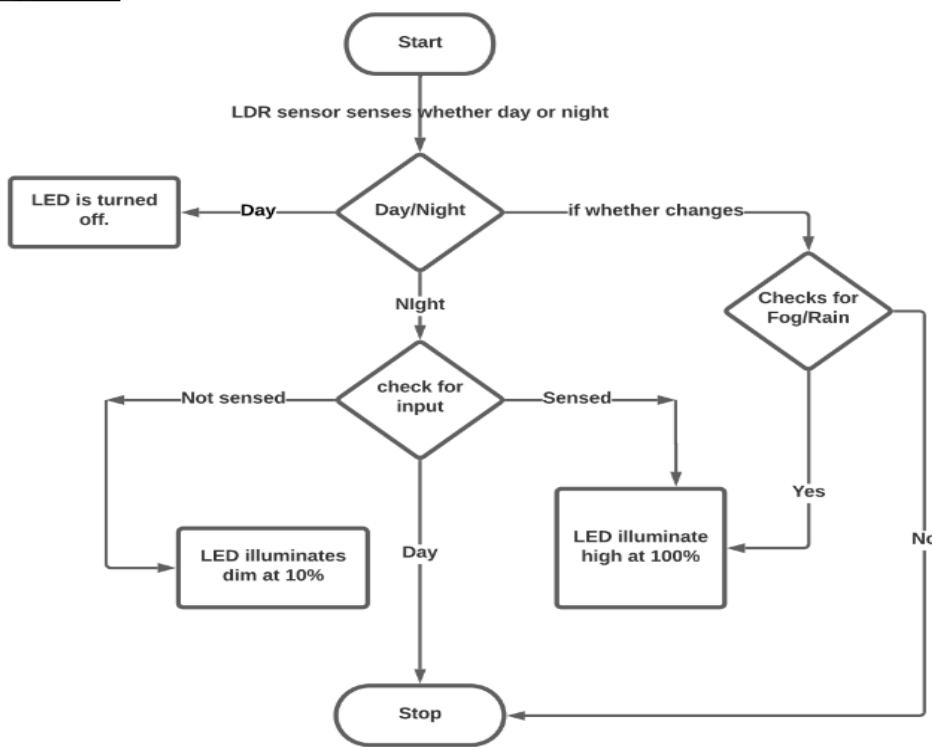 Start
LDR sensor senses whether day or night
LED is turned
off.
Day
Day/Night
if whether changes
Checks for
Fog/Rain
NIght
Not sensed
check for
input
Sensed
Yes
LED illuminate
high at 100%
No
LED illuminates
dim at 10%
Day
Stop